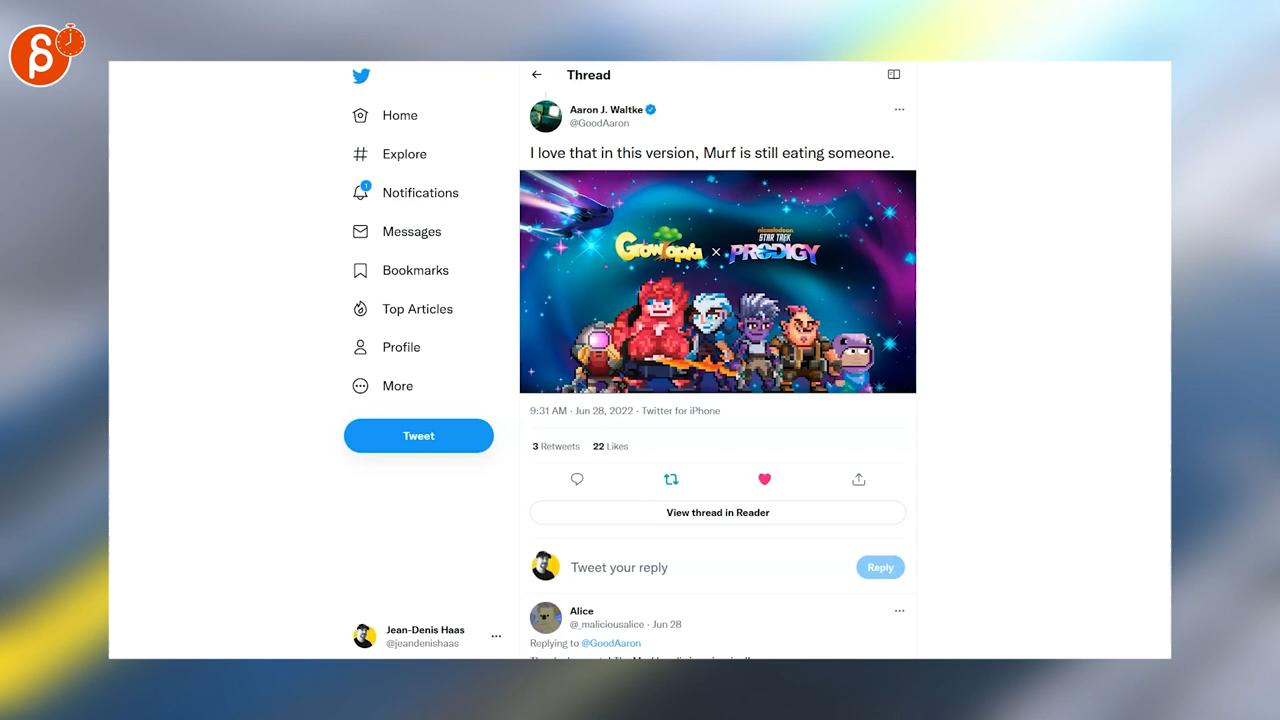 Home
Explore
1
Notifications
Messages
Bookmarks
Top Articles
Profile
More
Tweet
Jean-Denis Haas
@jeandenishaas
Thread
Aaron J. Waltke
@GoodAaron
I love that in this version, Murf is still eating someone.
Growtopia × nickelodeon STAR TREK PRODIGY
9:31 AM · Jun 28, 2022 · Twitter for iPhone
3 Retweets 22 Likes
View thread in Reader
Tweet your reply
Reply
Alice
@_maliciousalice · Jun 28
Replying to @GoodAaron